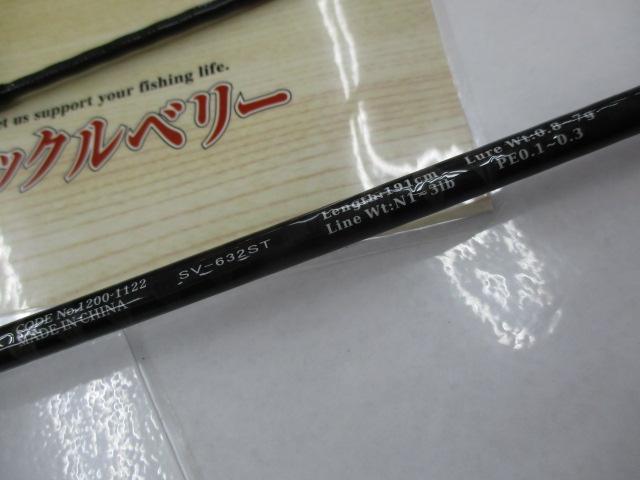 et us support your fishing life.
ックルベリー
Length:191cm Lure Wt:0.8~7g
Line Wt:N1~3lb PE0.1~0.3
SV-632ST
CODE No.1200-1122
MADE IN CHINA